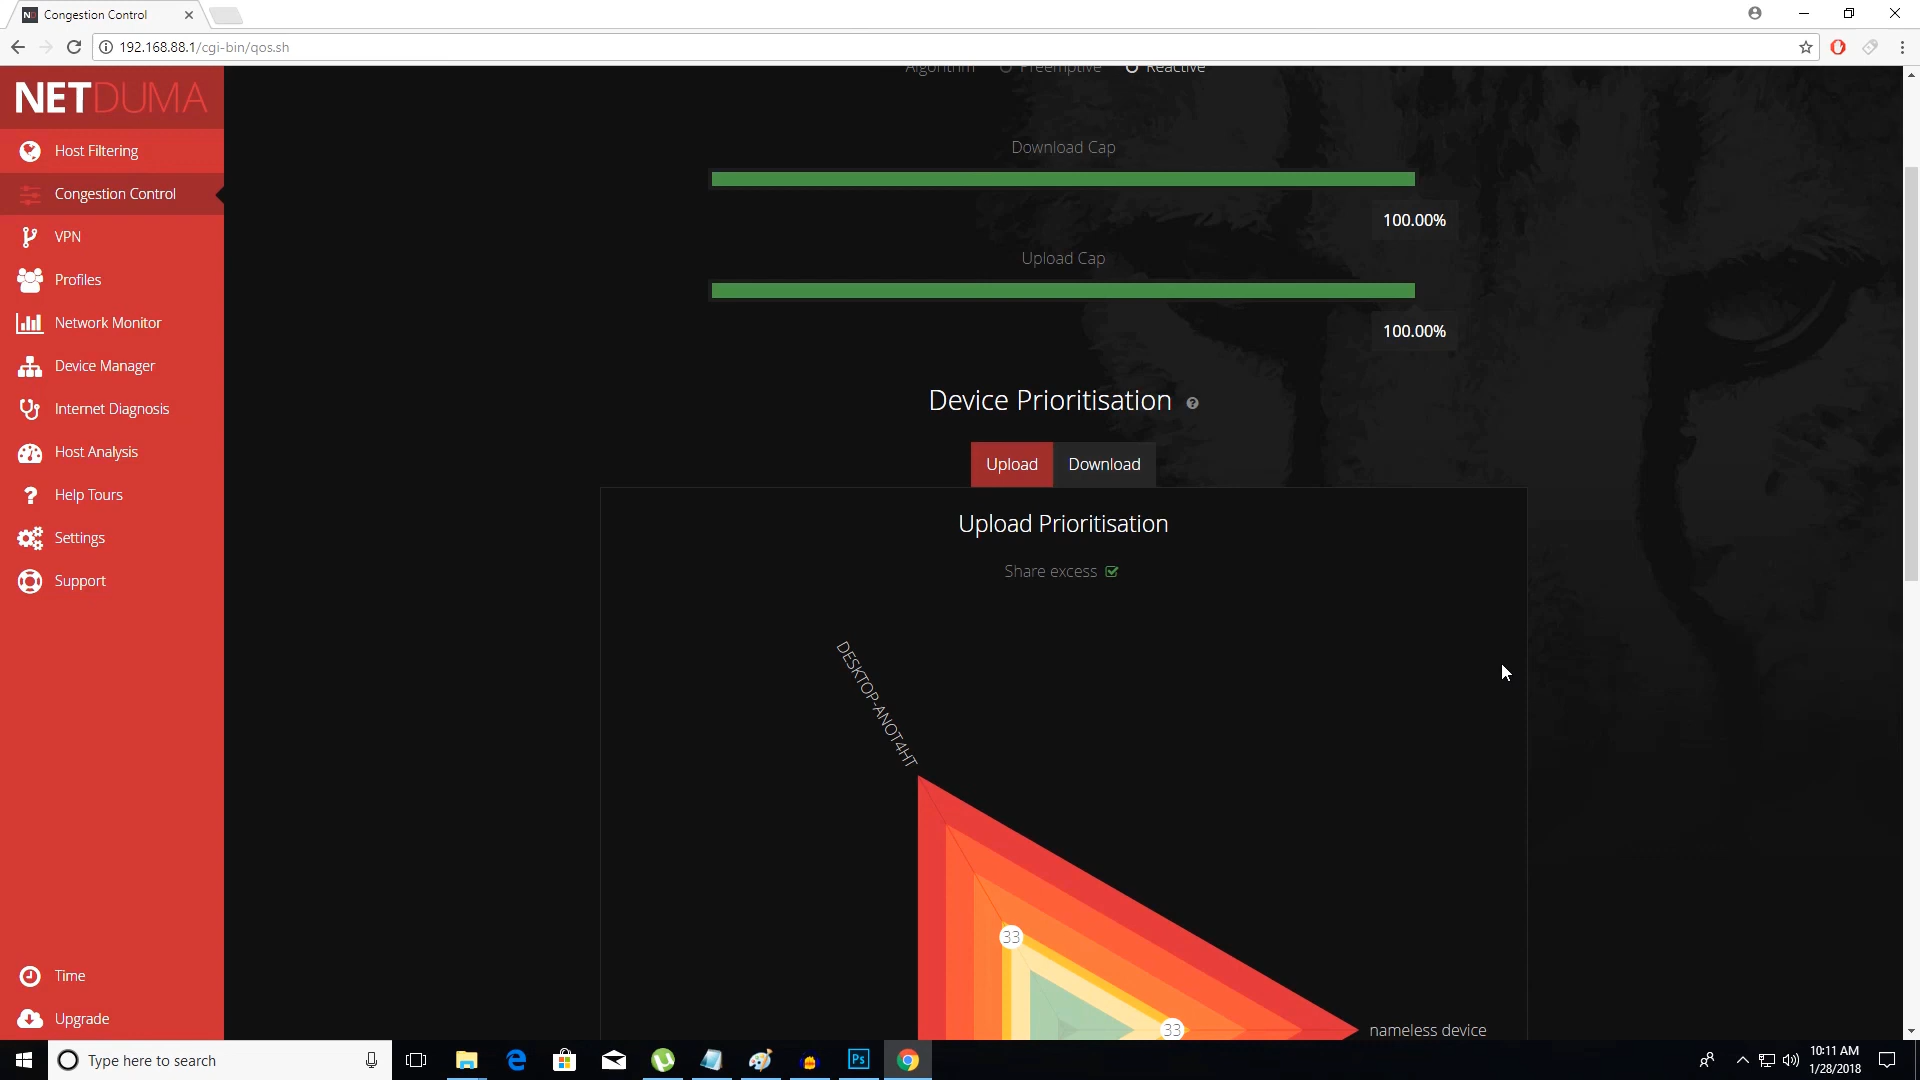 Congestion Control
192.168.88.1/cgi-bin/qos.sh
NETDUMA
Host Filtering
Congestion Control
VPN
Profiles
Network Monitor
Device Manager
Internet Diagnosis
Host Analysis
Help Tours
Settings
Support
Time
Upgrade
Algorithm Preemptive Reactive
Download Cap
100.00%
Upload Cap
100.00%
Device Prioritisation
Upload Download
Upload Prioritisation
Share excess
DESKTOP-ANOT4HT
33
33
nameless device
Type here to search
Ps
10:11 AM
1/28/2018